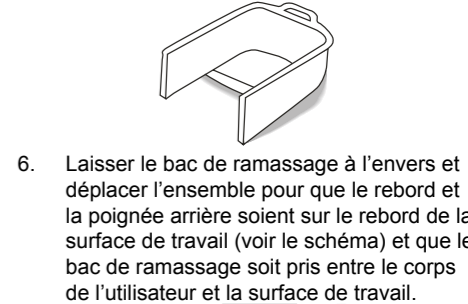 6. Laisser le bac de ramassage à l’envers et
déplacer l’ensemble pour que le rebord et
la poignée arrière soient sur le rebord de la
surface de travail (voir le schéma) et que le
bac de ramassage soit pris entre le corps
de l’utilisateur et la surface de travail.